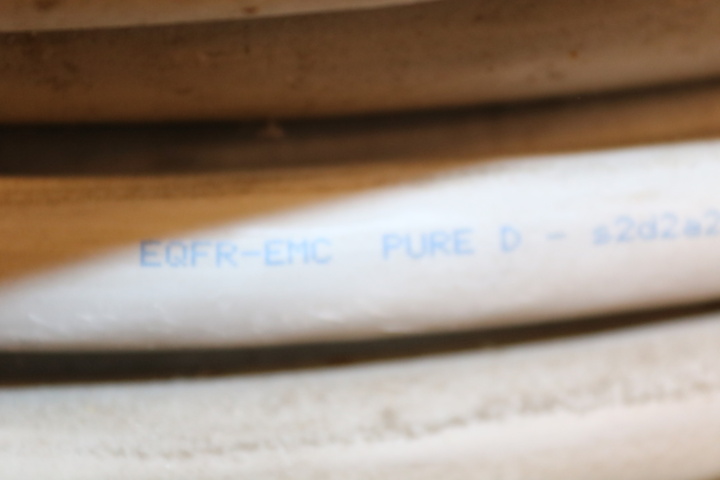 EQFR-EMC PURE D - s2d2a2